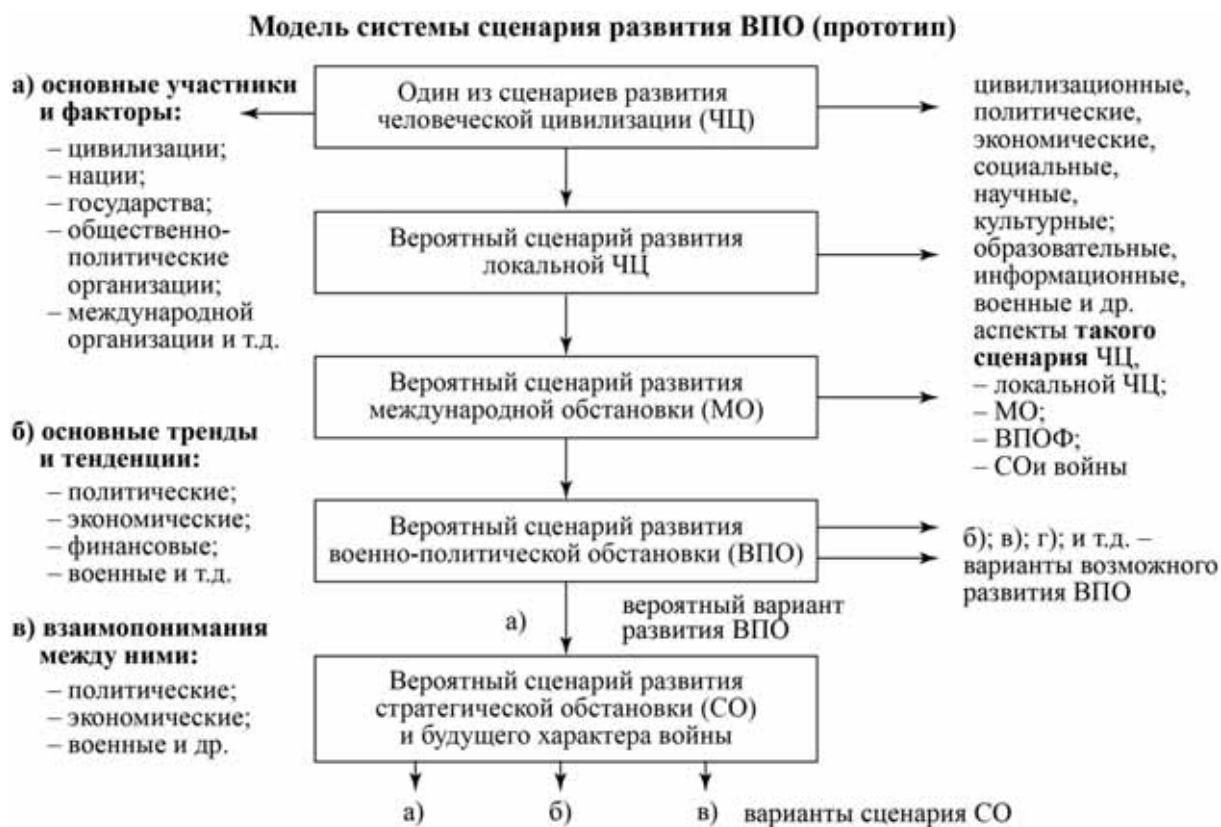 Модель системы сценария развития ВПО (прототип)
а) основные участники
и факторы:
– цивилизации;
– нации;
– государства;
– общественно-
политические
организации;
– международной
организации и т.д.
б) основные тренды
и тенденции:
– политические;
– экономические;
– финансовые;
– военные и т.д.
в) взаимопонимания
между ними:
– политические;
– экономические;
– военные и др.
Один из сценариев развития
человеческой цивилизации (ЧЦ)
Вероятный сценарий развития
локальной ЧЦ
Вероятный сценарий развития
международной обстановки (МО)
Вероятный сценарий развития
военно-политической обстановки (ВПО)
а)
вероятный вариант
развития ВПО
Вероятный сценарий развития
стратегической обстановки (СО)
и будущего характера войны
а) б) в) варианты сценария СО
цивилизационные,
политические,
экономические,
социальные,
научные,
культурные;
образовательные,
информационные,
военные и др.
аспекты такого
сценария ЧЦ,
– локальной ЧЦ;
– МО;
– ВПОФ;
– СОи войны
б); в); г); и т.д. –
варианты возможного
развития ВПО